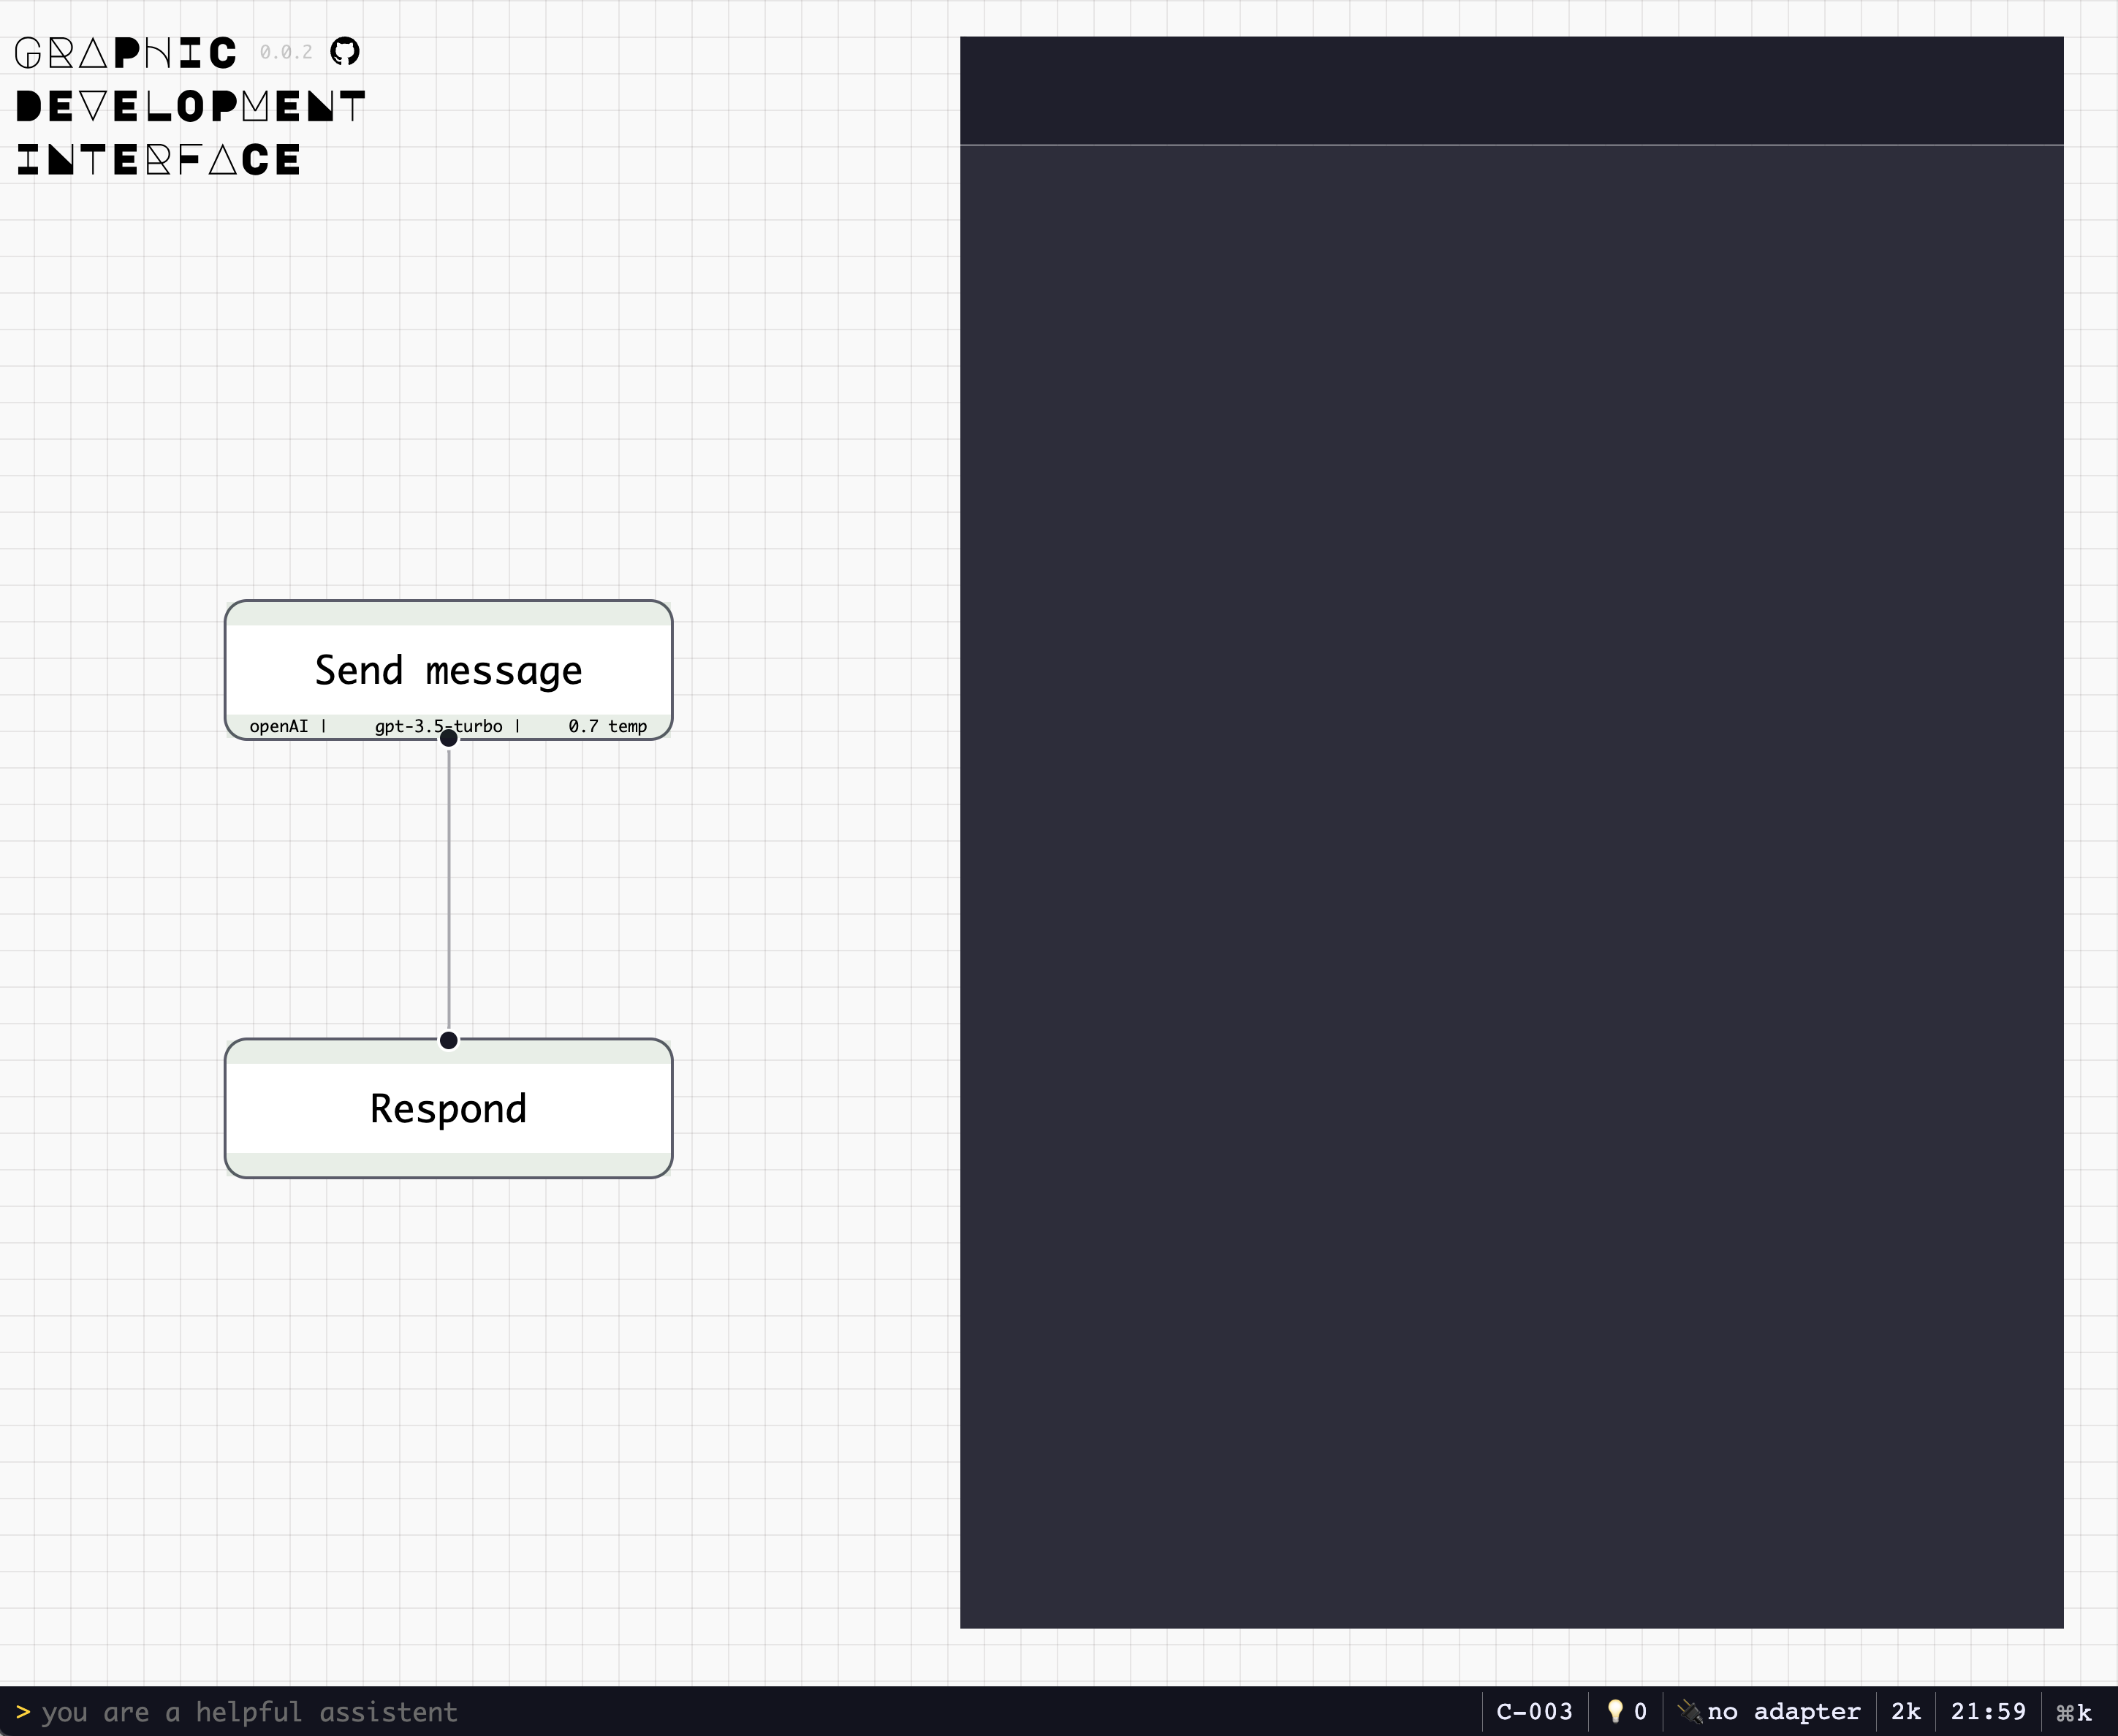 GRAPHIC 0.0.2
DEVELOPMENT
INTERFACE
Send message
openAI | gpt-3.5-turbo | 0.7 temp
Respond
> you are a helpful assistent C-003 0 no adapter 2k 21:59 ⌘k